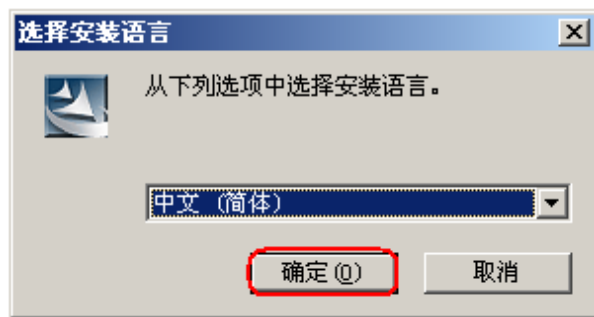 选择安装语言
从下列选项中选择安装语言。
中文 (简体)
确定(O)
取消